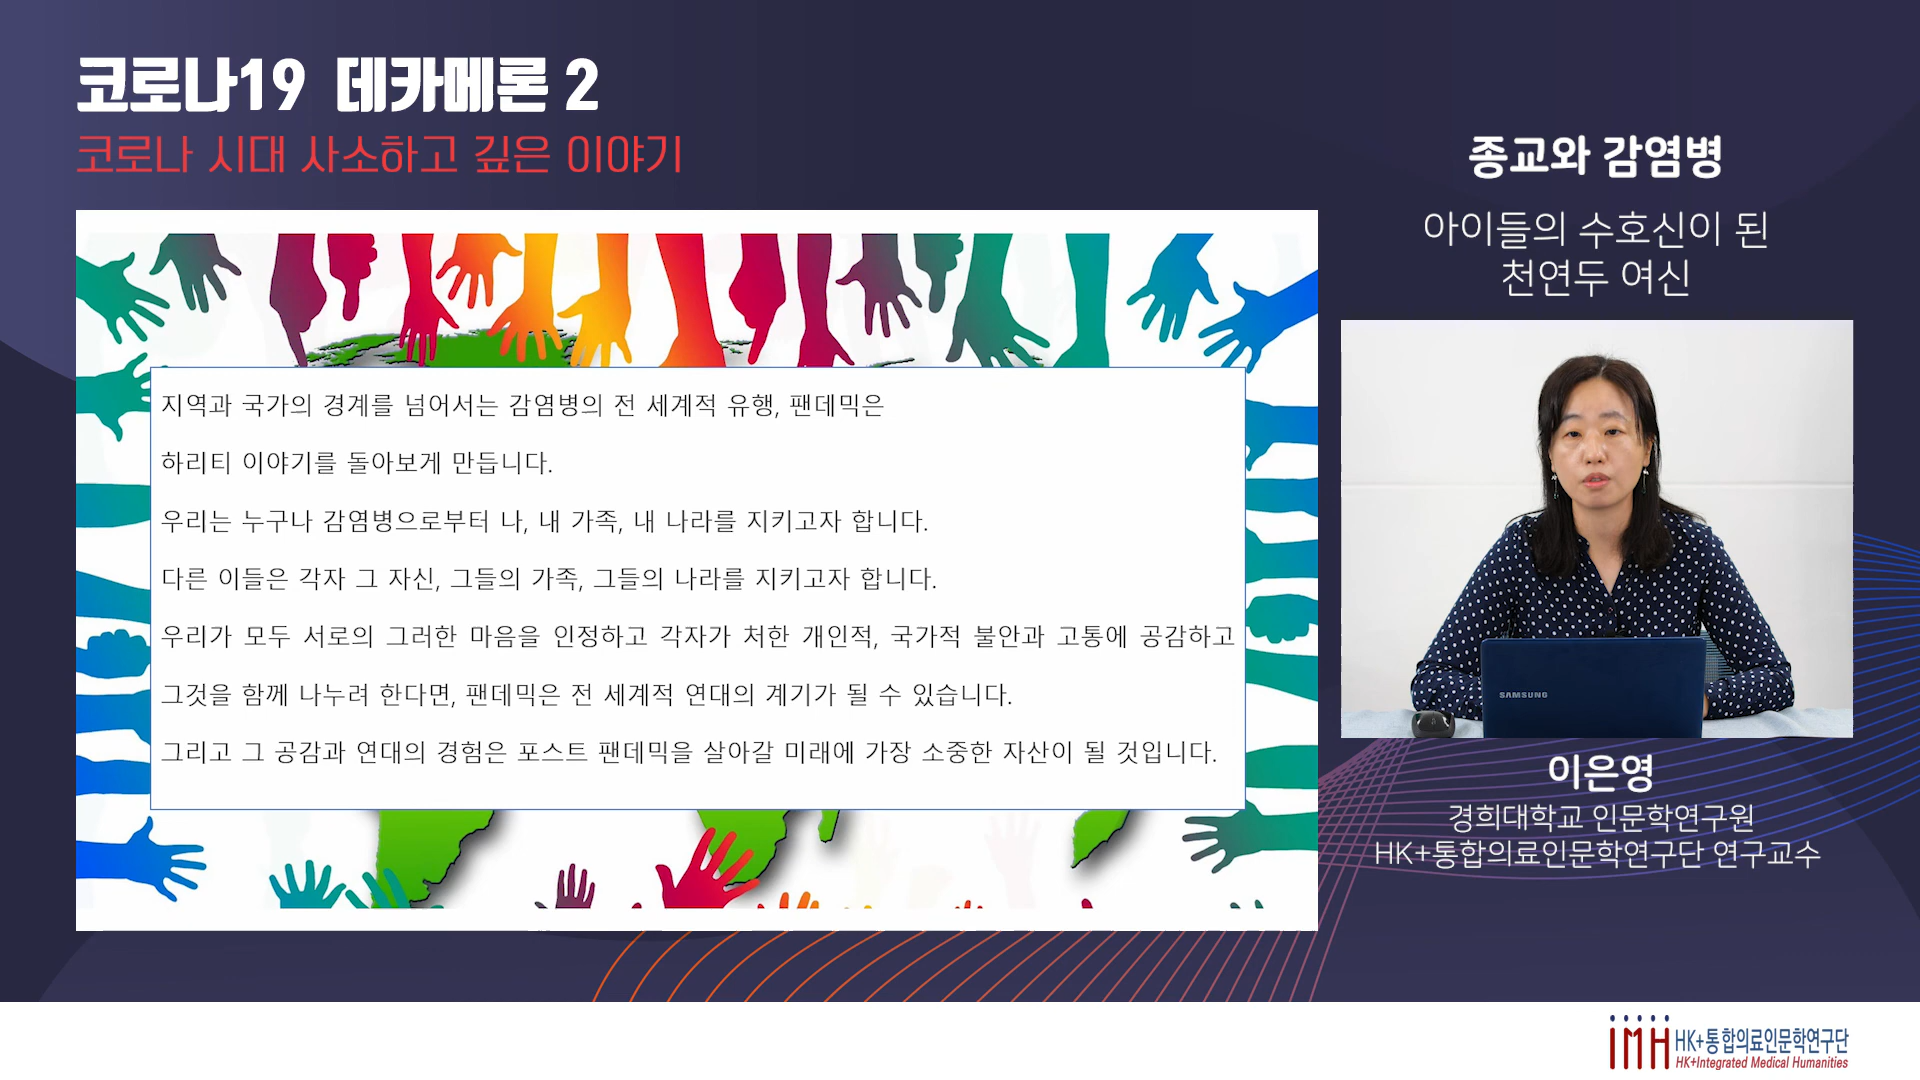 코로나19 데카메론 2
코로나 시대 사소하고 깊은 이야기
지역과 국가의 경계를 넘어서는 감염병의 전 세계적 유행, 팬데믹은
하리티 이야기를 돌아보게 만듭니다.
우리는 누구나 감염병으로부터 나, 내 가족, 내 나라를 지키고자 합니다.
다른 이들은 각자 그 자신, 그들의 가족, 그들의 나라를 지키고자 합니다.
우리가 모두 서로의 그러한 마음을 인정하고 각자가 처한 개인적, 국가적 불안과 고통에 공감하고
그것을 함께 나누려 한다면, 팬데믹은 전 세계적 연대의 계기가 될 수 있습니다.
그리고 그 공감과 연대의 경험은 포스트 팬데믹을 살아갈 미래에 가장 소중한 자산이 될 것입니다.
종교와 감염병
아이들의 수호신이 된
천연두 여신
SAMSUNG
이은영
경희대학교 인문학연구원
HK+통합의료인문학연구단 연구교수
IMH HK+통합의료인문학연구단
HK+Integrated Medical Humanities